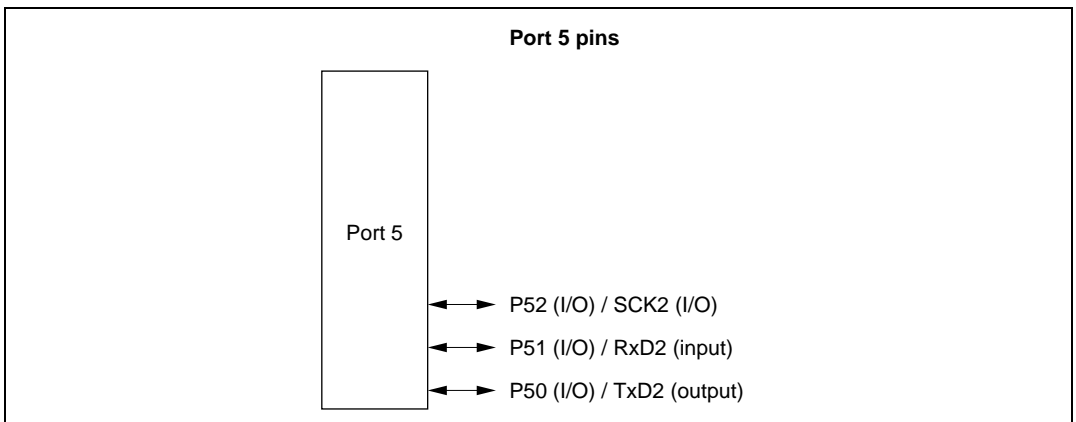 Port 5 pins
Port 5
P52 (I/O) / SCK2 (I/O)
P51 (I/O) / RxD2 (input)
P50 (I/O) / TxD2 (output)